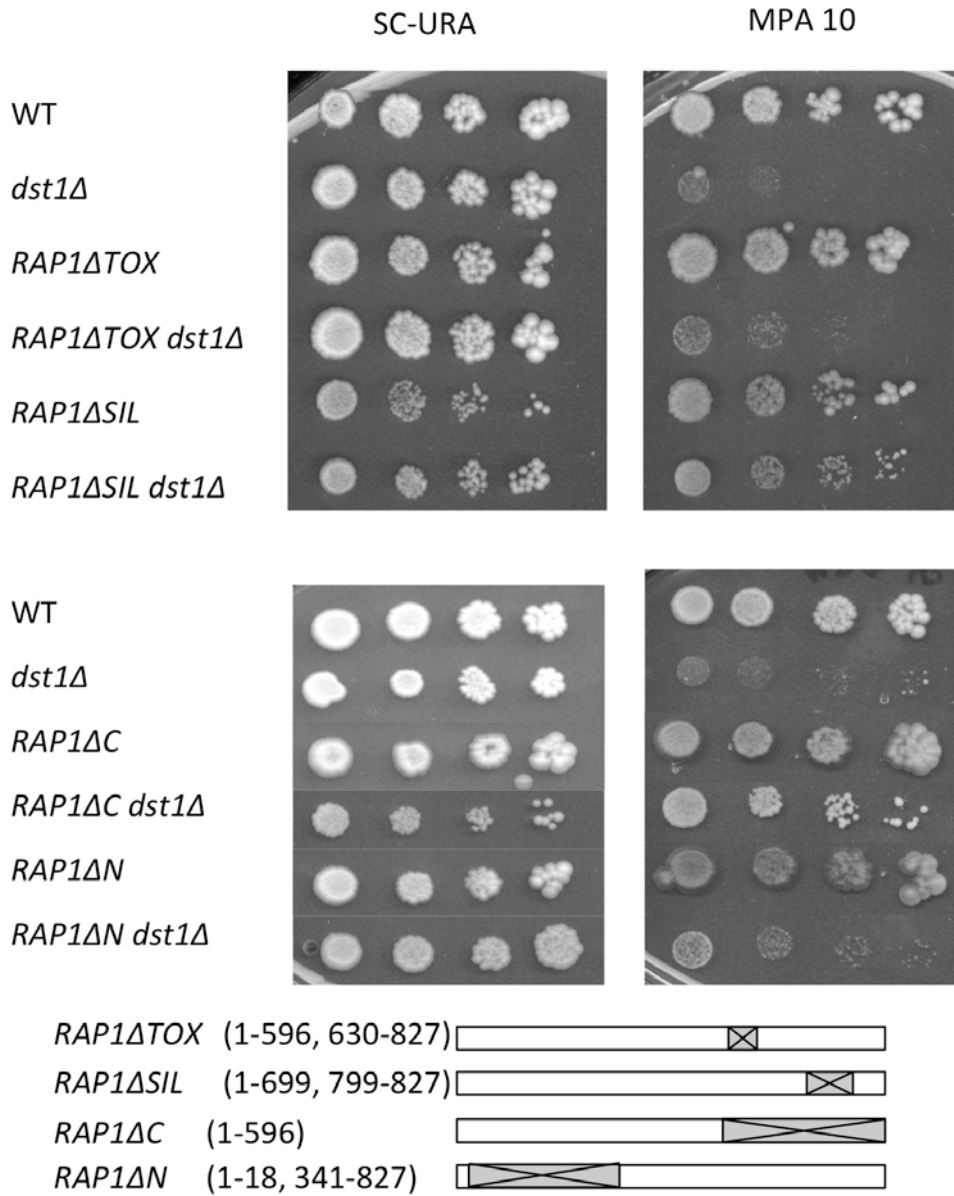 SC-URA MPA 10
WT
dst1Δ
RAP1ΔTOX
RAP1ΔTOX dst1Δ
RAP1ΔSIL
RAP1ΔSIL dst1Δ
WT
dst1Δ
RAP1ΔC
RAP1ΔC dst1Δ
RAP1ΔN
RAP1ΔN dst1Δ
RAP1ΔTOX (1-596, 630-827)
RAP1ΔSIL (1-699, 799-827)
RAP1ΔC (1-596)
RAP1ΔN (1-18, 341-827)